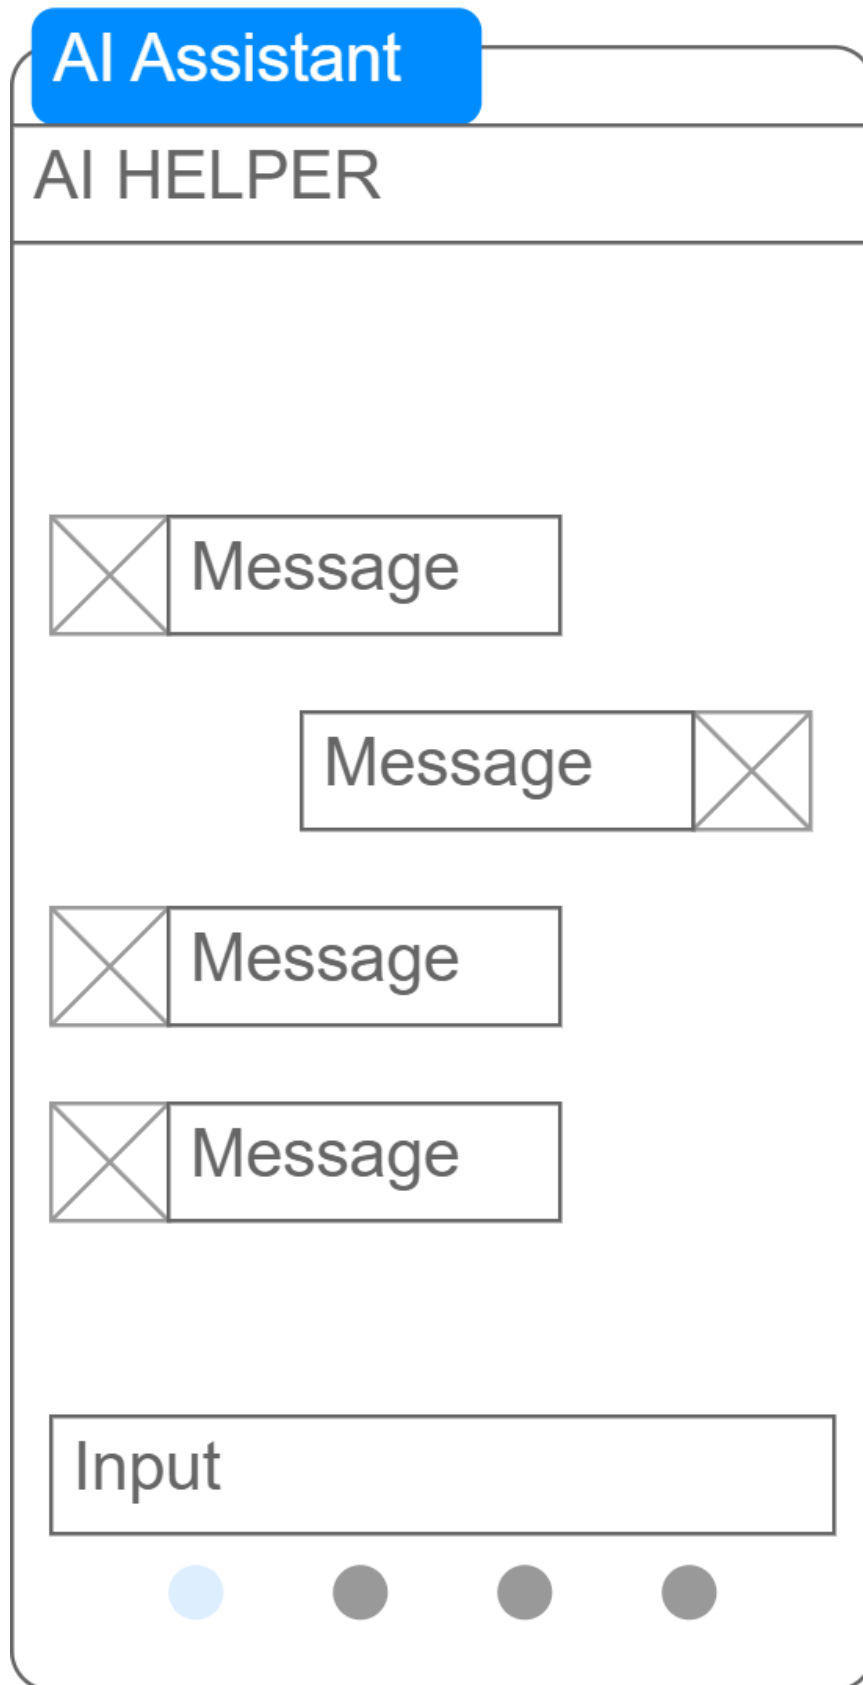 AI Assistant
AI HELPER
Message
Message
Message
Message
Input